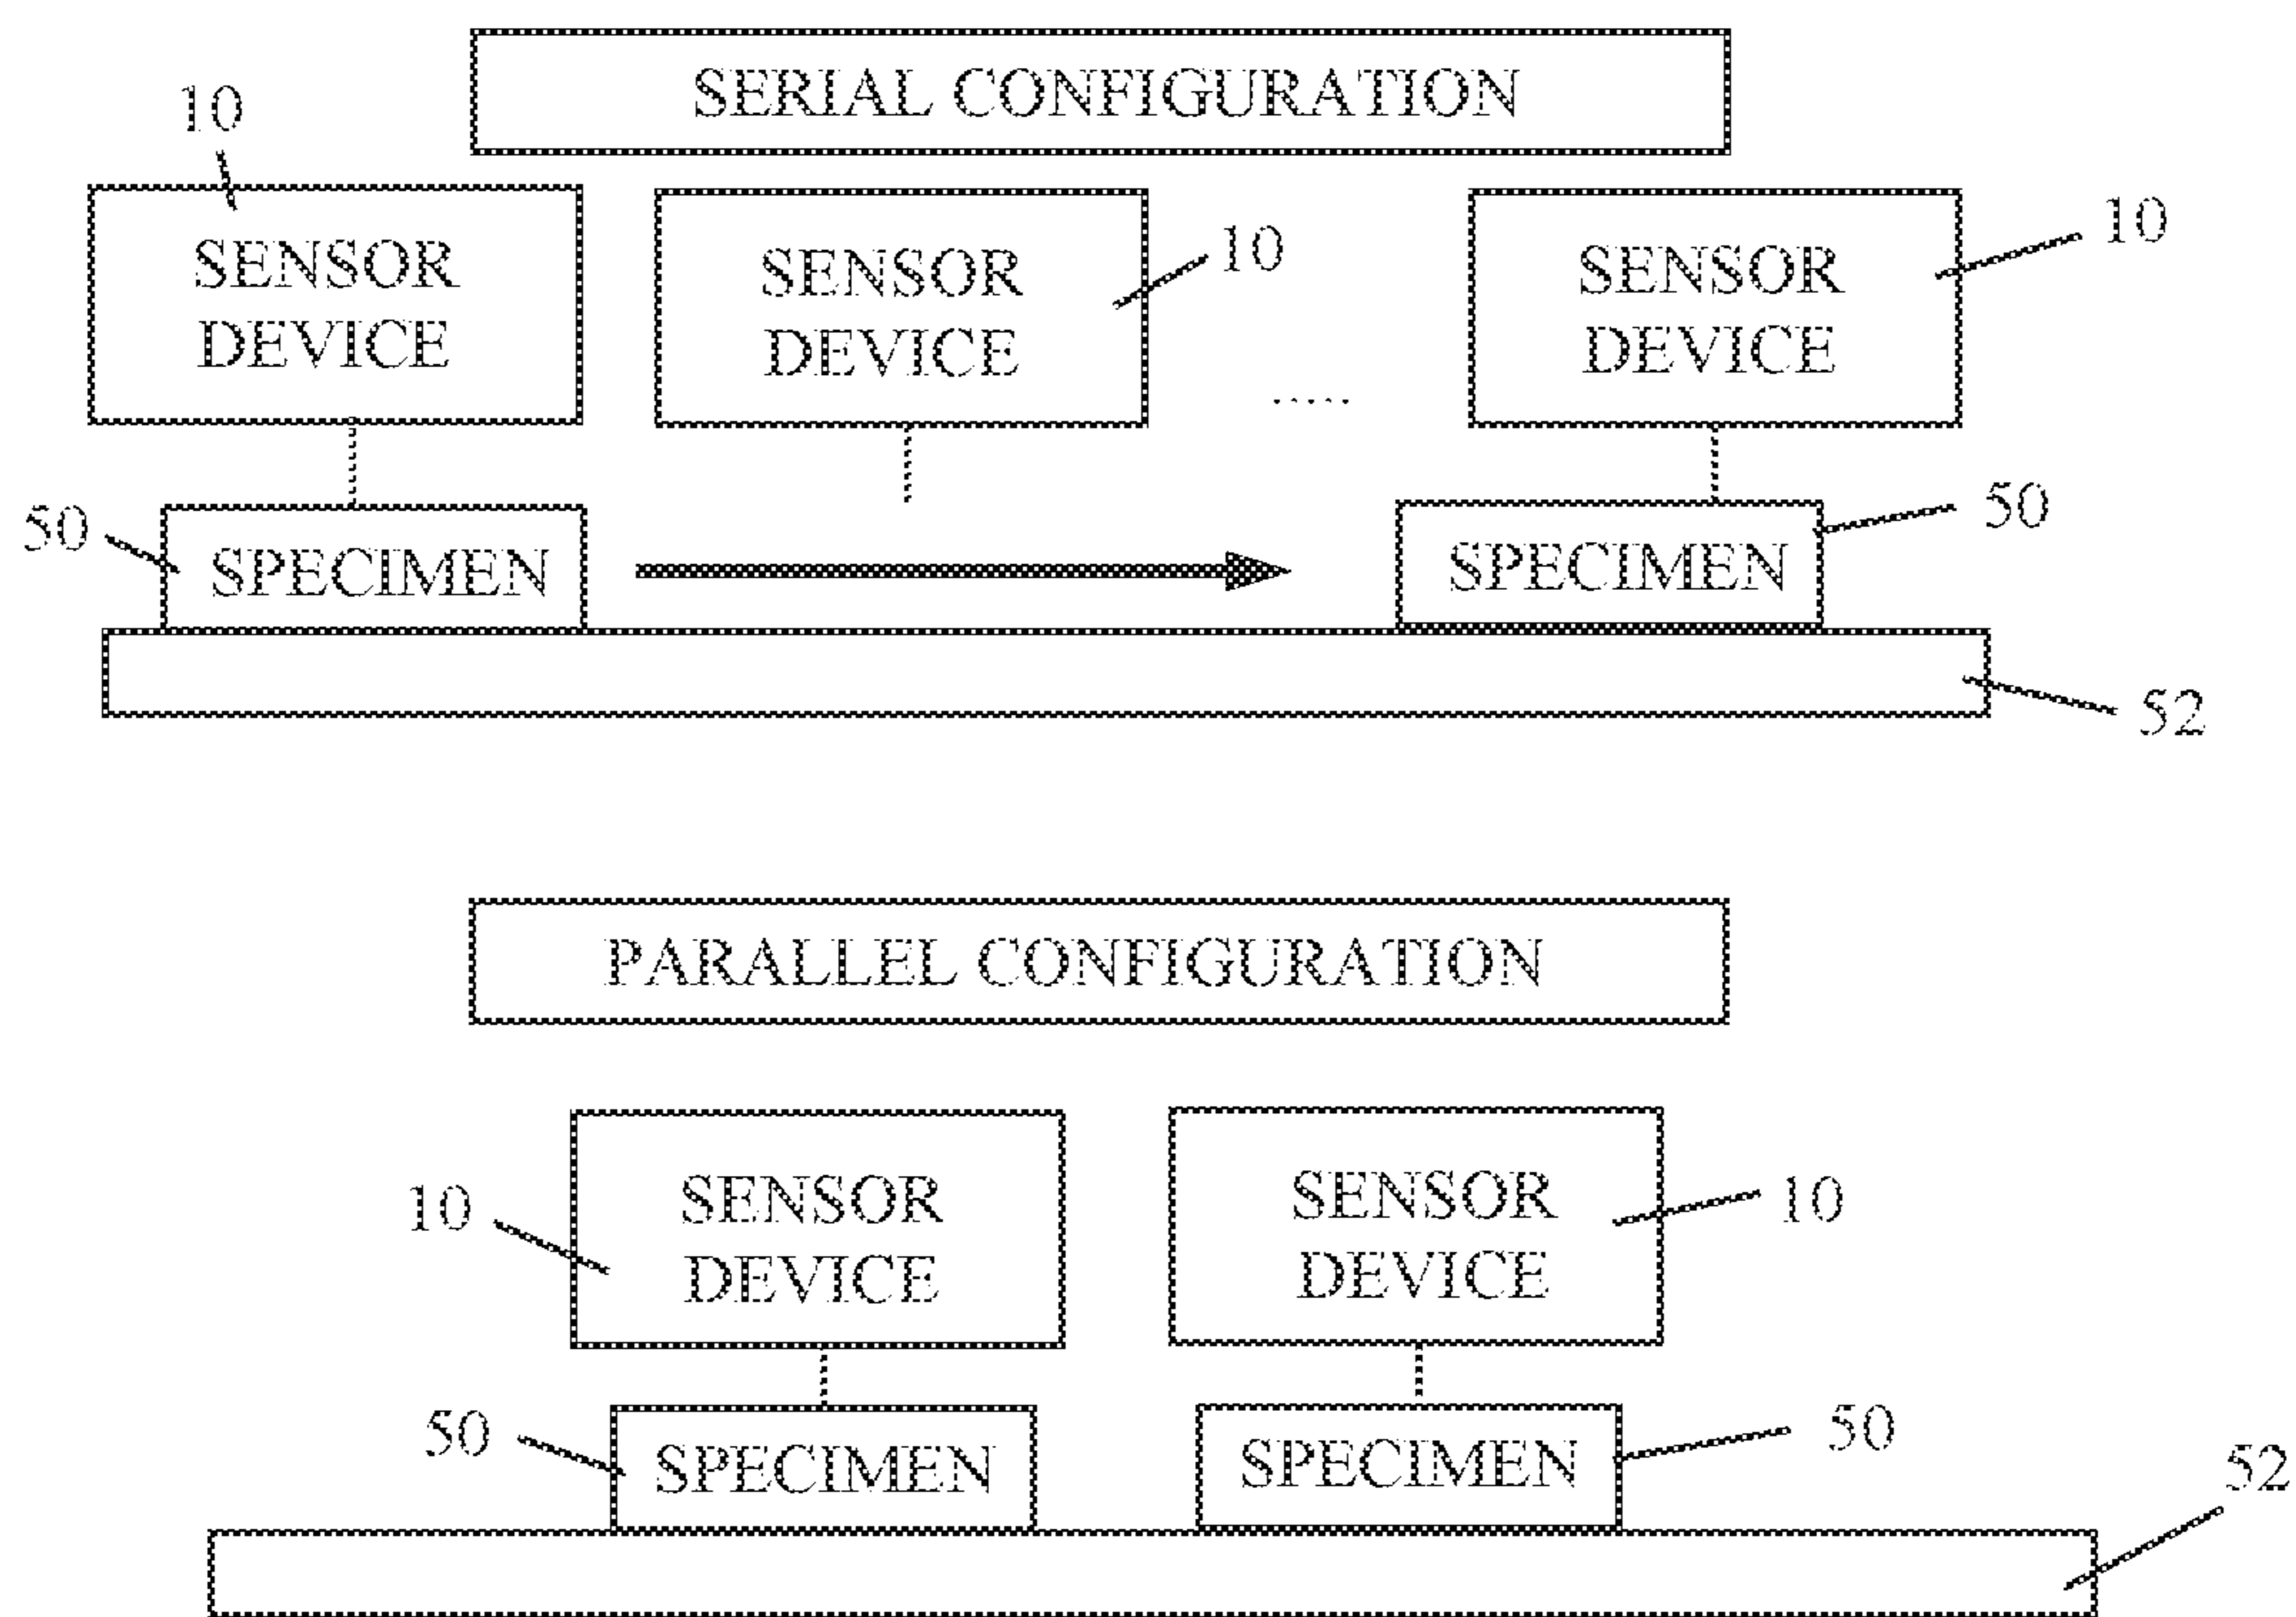 SERIAL CONFIGURATION
10
SENSOR
DEVICE
SENSOR
DEVICE
10
SENSOR
DEVICE
10
.....
50
SPECIMEN
SPECIMEN
50
52
PARALLEL CONFIGURATION
10
SENSOR
DEVICE
SENSOR
DEVICE
10
50
SPECIMEN
SPECIMEN
50
52